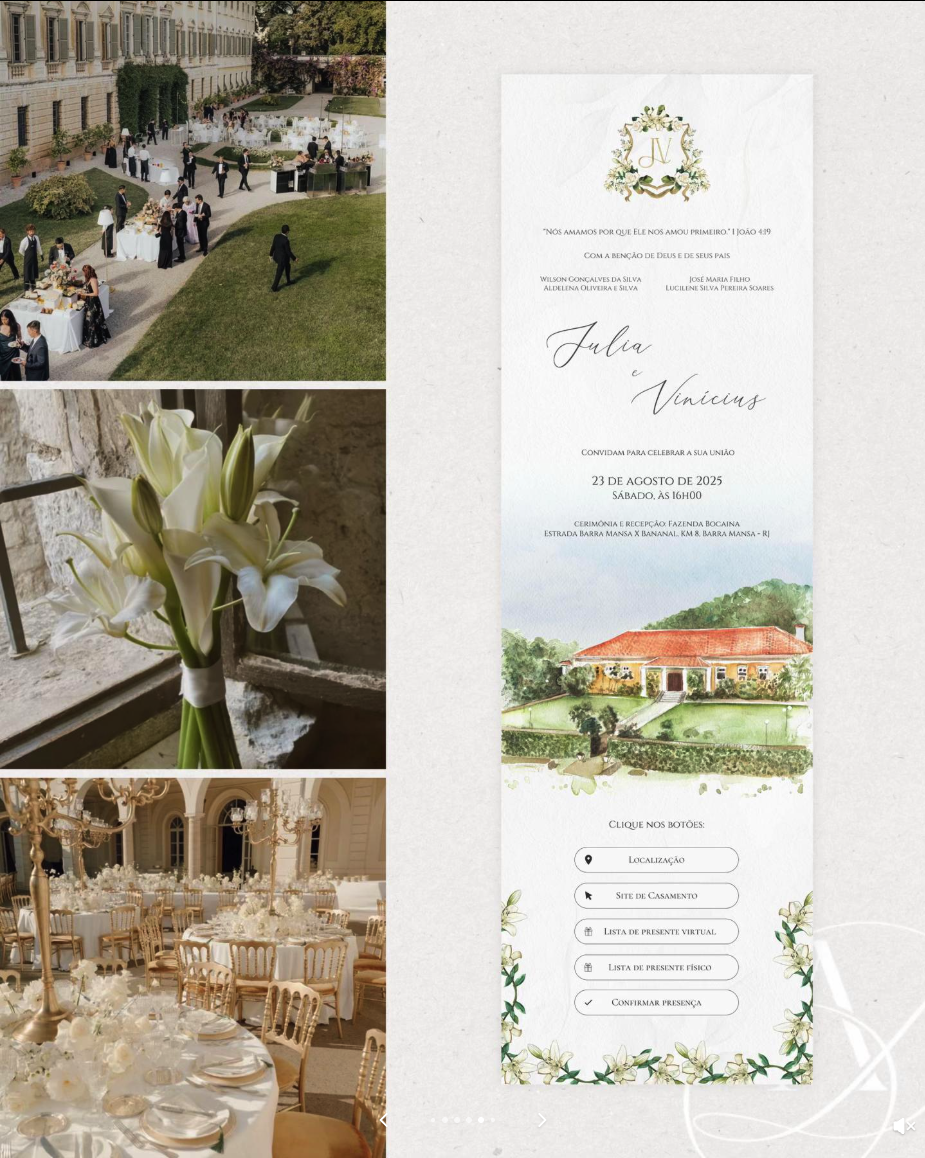 JV
"Nós amamos por que Ele nos amou primeiro." 1 João 4:19
Com a benção de Deus e de seus pais
Wilson Gonçalves da Silva
Aldelena Oliveira e Silva
José Maria Filho
Lucilene Silva Pereira Soares
Julia
e
Vinícius
Convidam para celebrar a sua união
23 de agosto de 2025
Sábado, às 16h00
cerimônia e recepção: Fazenda Bocaina
Estrada Barra Mansa x Bananal, KM 8, Barra Mansa - RJ
Clique nos botões:
Localização
Site de Casamento
Lista de presente virtual
Lista de presente físico
Confirmar presença